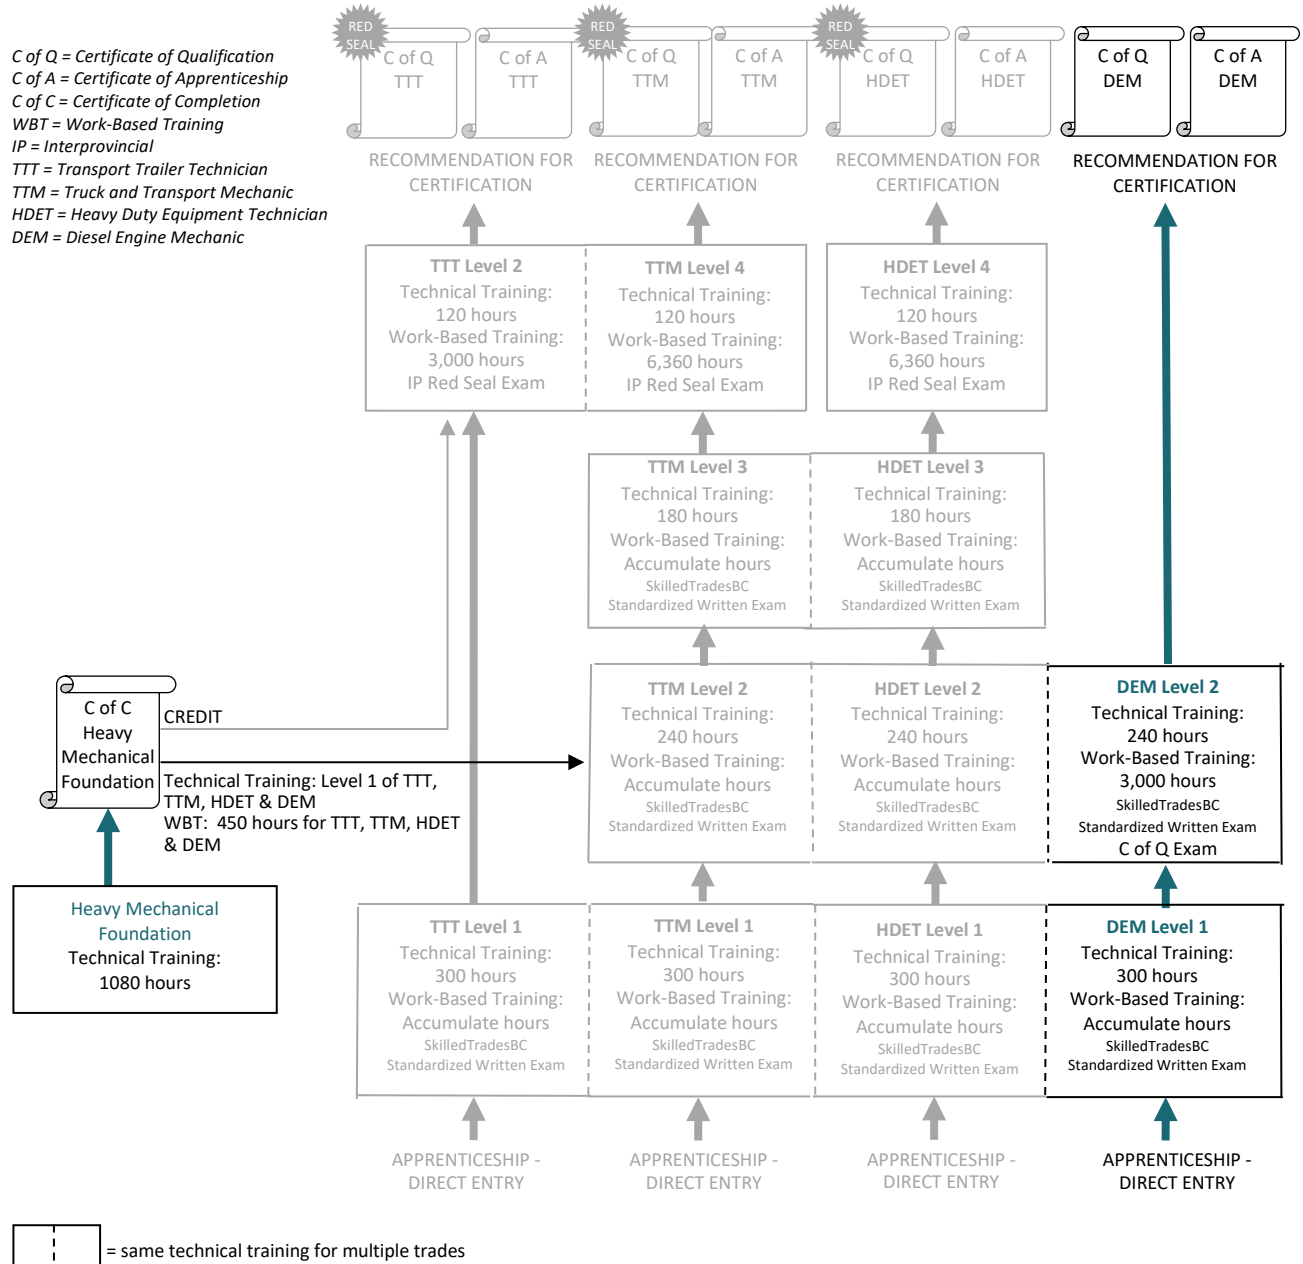 C of Q = Certificate of Qualification
C of A = Certificate of Apprenticeship
C of C = Certificate of Completion
WBT = Work-Based Training
IP = Interprovincial
TTT = Transport Trailer Technician
TTM = Truck and Transport Mechanic
HDET = Heavy Duty Equipment Technician
DEM = Diesel Engine Mechanic
RED
SEAL
C of Q
TTT
C of A
TTT
RECOMMENDATION FOR
CERTIFICATION
RED
SEAL
C of Q
TTM
C of A
TTM
RECOMMENDATION FOR
CERTIFICATION
RED
SEAL
C of Q
HDET
C of A
HDET
RECOMMENDATION FOR
CERTIFICATION
C of Q
DEM
C of A
DEM
RECOMMENDATION FOR
CERTIFICATION
TTT Level 2
Technical Training:
120 hours
Work-Based Training:
3,000 hours
IP Red Seal Exam
TTM Level 4
Technical Training:
120 hours
Work-Based Training:
6,360 hours
IP Red Seal Exam
HDET Level 4
Technical Training:
120 hours
Work-Based Training:
6,360 hours
IP Red Seal Exam
TTM Level 3
Technical Training:
180 hours
Work-Based Training:
Accumulate hours
SkilledTradesBC
Standardized Written Exam
HDET Level 3
Technical Training:
180 hours
Work-Based Training:
Accumulate hours
SkilledTradesBC
Standardized Written Exam
C of C
Heavy
Mechanical
Foundation
CREDIT
Technical Training: Level 1 of TTT,
TTM, HDET & DEM
WBT: 450 hours for TTT, TTM, HDET
& DEM
TTM Level 2
Technical Training:
240 hours
Work-Based Training:
Accumulate hours
SkilledTradesBC
Standardized Written Exam
HDET Level 2
Technical Training:
240 hours
Work-Based Training:
Accumulate hours
SkilledTradesBC
Standardized Written Exam
DEM Level 2
Technical Training:
240 hours
Work-Based Training:
3,000 hours
SkilledTradesBC
Standardized Written Exam
C of Q Exam
Heavy Mechanical
Foundation
Technical Training:
1080 hours
TTT Level 1
Technical Training:
300 hours
Work-Based Training:
Accumulate hours
SkilledTradesBC
Standardized Written Exam
TTM Level 1
Technical Training:
300 hours
Work-Based Training:
Accumulate hours
SkilledTradesBC
Standardized Written Exam
HDET Level 1
Technical Training:
300 hours
Work-Based Training:
Accumulate hours
SkilledTradesBC
Standardized Written Exam
DEM Level 1
Technical Training:
300 hours
Work-Based Training:
Accumulate hours
SkilledTradesBC
Standardized Written Exam
APPRENTICESHIP -
DIRECT ENTRY
APPRENTICESHIP -
DIRECT ENTRY
APPRENTICESHIP -
DIRECT ENTRY
APPRENTICESHIP -
DIRECT ENTRY
= same technical training for multiple trades